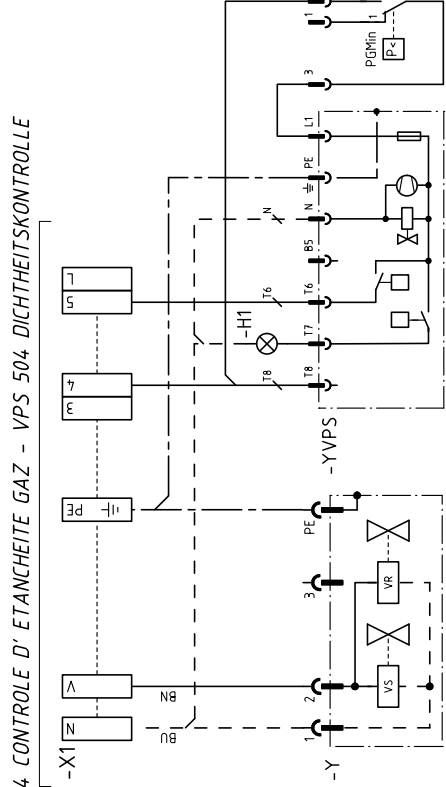 4 CONTROLE D' ETANCHEITE GAZ - VPS 504 DICHTHEITSKONTROLLE
-X1
N
V
PE
3
4
5
L
BU
BN
T8
-H1
T6
N
-Y
1
2
3
PE
-YVPS
T8
T7
T6
B5
N
PE
L1
3
1
VS
VR
1
PGMin
P<